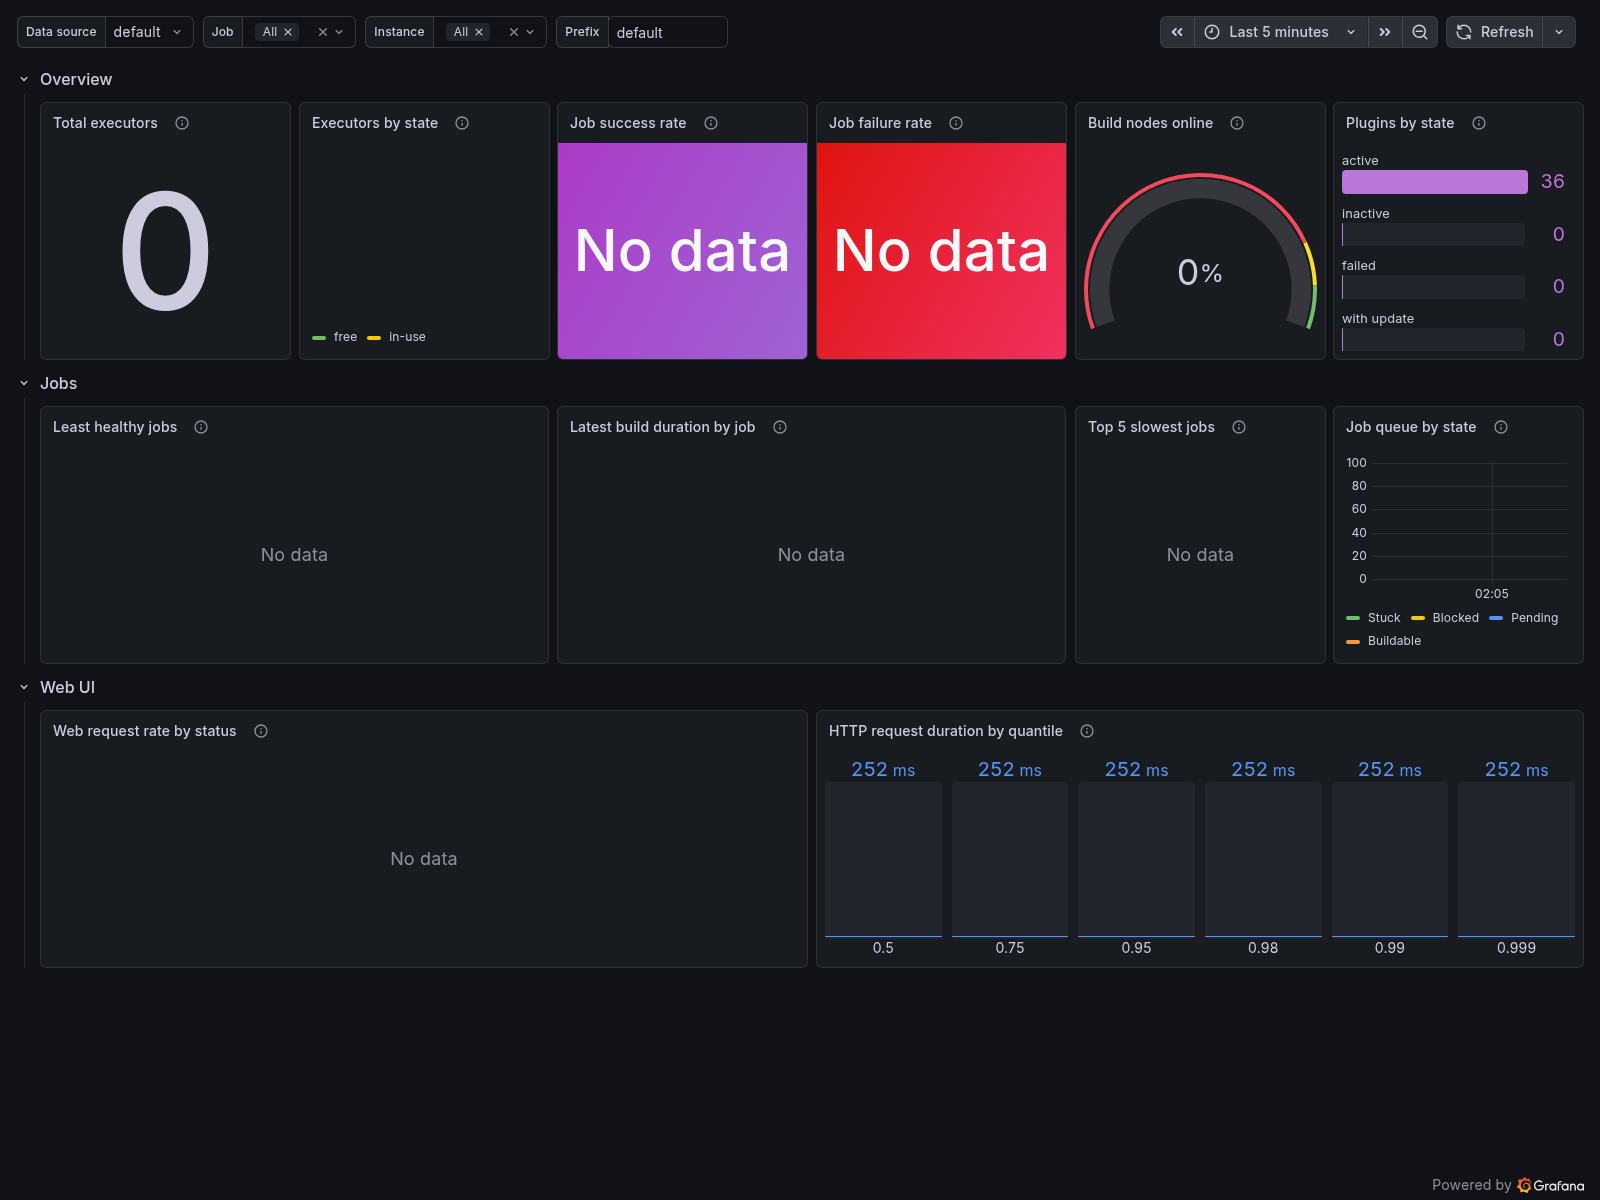 Data source default Job All Instance All Prefix default Last 5 minutes Refresh
Overview
Total executors
0
Executors by state
free in-use
Job success rate
No data
Job failure rate
No data
Build nodes online
0%
Plugins by state
active
36
inactive
0
failed
0
with update
0
Jobs
Least healthy jobs
No data
Latest build duration by job
No data
Top 5 slowest jobs
No data
Job queue by state
100
80
60
40
20
0
02:05
Stuck Blocked Pending
Buildable
Web UI
Web request rate by status
No data
HTTP request duration by quantile
252 ms 252 ms 252 ms 252 ms 252 ms 252 ms
0.5 0.75 0.95 0.98 0.99 0.999
Powered by Grafana